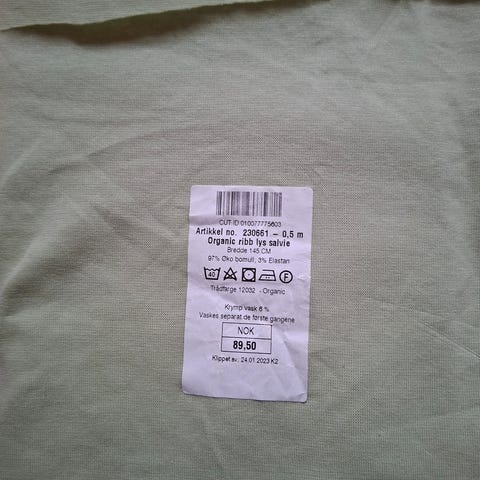 CUT-ID 010077775603
Artikkel no. 230661 - 0,5 m
Organic ribb lys salvie
Bredde 145 CM
97% Øko bomull; 3% Elastan
40 F
Trådfarge 12032 - Organic
Krymp vask 6 %
Vaskes separat de første gangene
NOK
89,50
Klippet av: 24.01.2023 K2